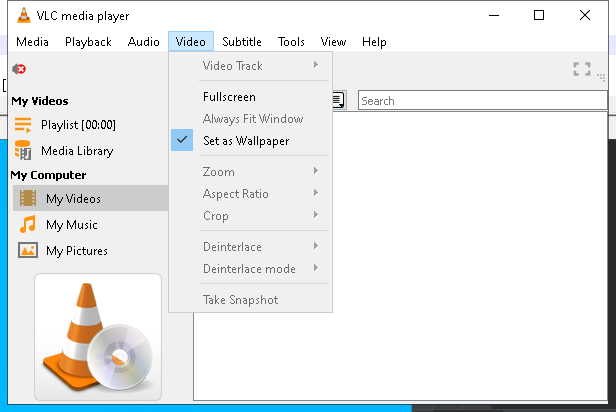 VLC media player
Media Playback Audio Video Subtitle Tools View Help
Video Track
Fullscreen
Always Fit Window
Set as Wallpaper
Zoom
Aspect Ratio
Crop
Deinterlace
Deinterlace mode
Take Snapshot
Search
My Videos
Playlist [00:00]
Media Library
My Computer
My Videos
My Music
My Pictures